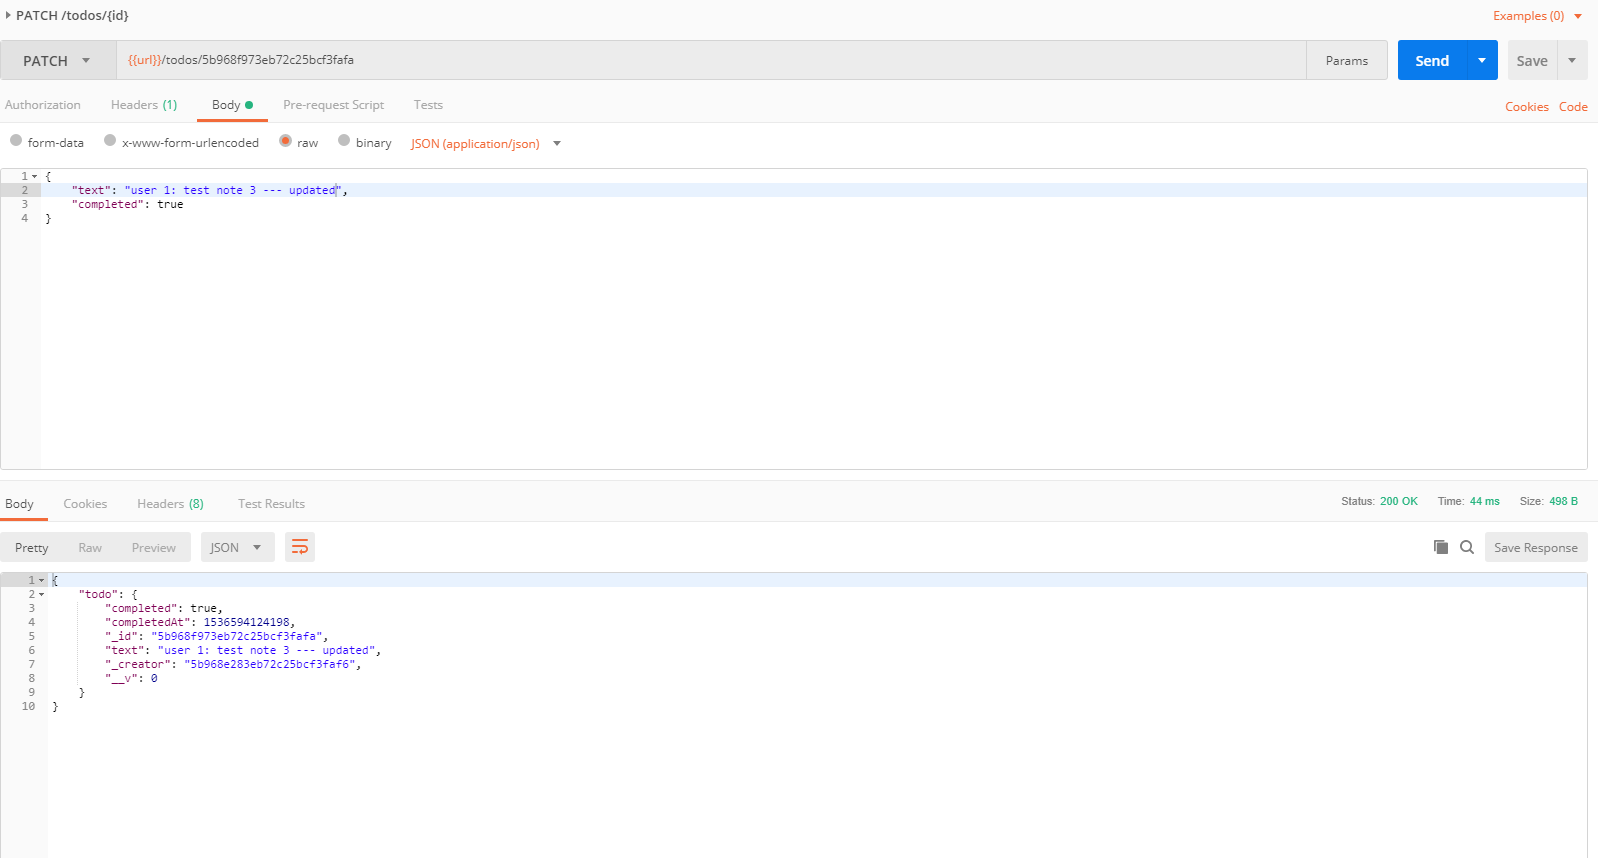 PATCH /todos/{id}
Examples (0)
PATCH {{url}}/todos/5b968f973eb72c25bcf3fafa Params Send Save
Authorization Headers (1) Body Pre-request Script Tests Cookies Code
form-data x-www-form-urlencoded raw binary JSON (application/json)
1 {
2 "text": "user 1: test note 3 --- updated",
3 "completed": true
4 }
Body Cookies Headers (8) Test Results Status: 200 OK Time: 44 ms Size: 498 B
Pretty Raw Preview JSON Save Response
1 {
2 "todo": {
3 "completed": true,
4 "completedAt": 1536594124198,
5 "_id": "5b968f973eb72c25bcf3fafa",
6 "text": "user 1: test note 3 --- updated",
7 "_creator": "5b968e283eb72c25bcf3faf6",
8 "__v": 0
9 }
10 }